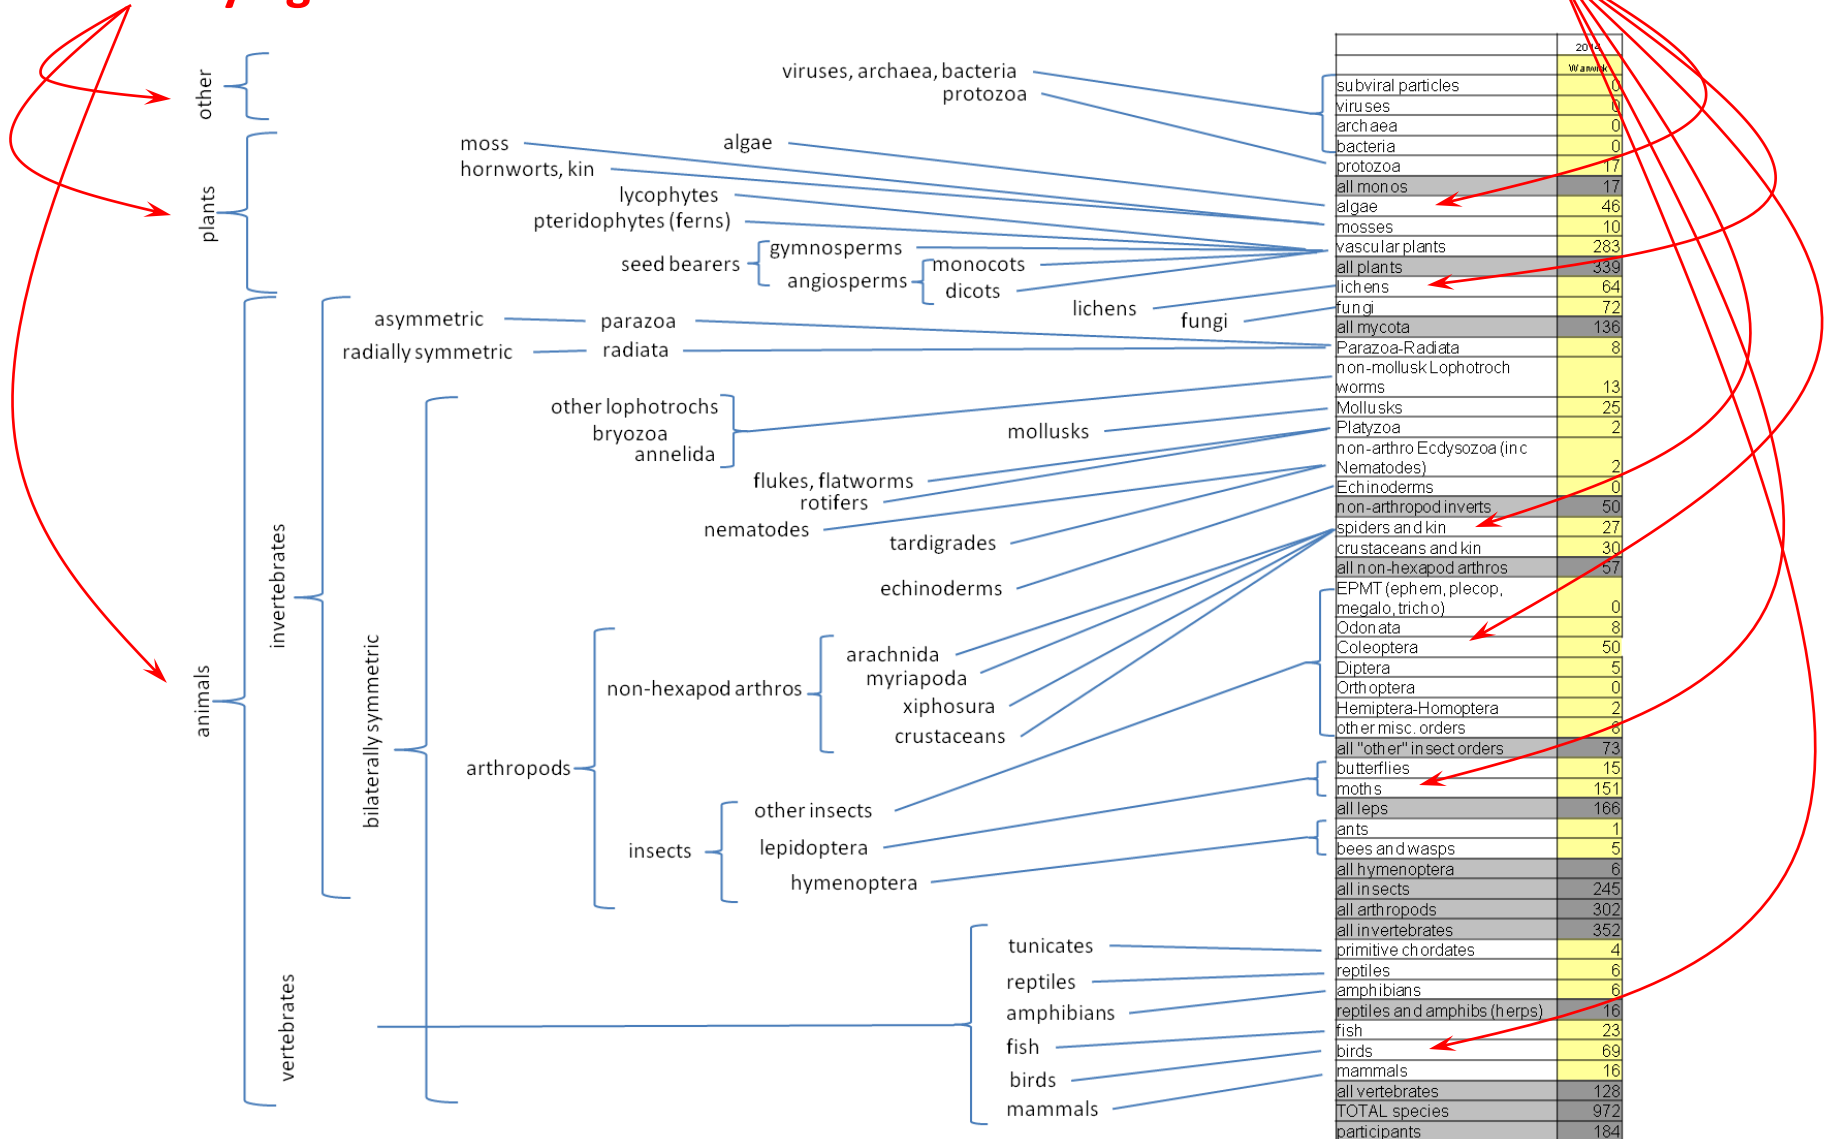 2014
Warwick
other
plants
animals
invertebrates
vertebrates
bilaterally symmetric
viruses, archaea, bacteria
protozoa
moss
algae
hornworts, kin
lycophytes
pteridophytes (ferns)
seed bearers
gymnosperms
angiosperms
monocots
dicots
lichens
fungi
asymmetric
parazoa
radially symmetric
radiata
other lophotrochs
bryozoa
annelida
mollusks
flukes, flatworms
rotifers
nematodes
tardigrades
echinoderms
arthropods
non-hexapod arthros
arachnida
myriapoda
xiphosura
crustaceans
insects
other insects
lepidoptera
hymenoptera
tunicates
reptiles
amphibians
fish
birds
mammals
subviral particles 0
viruses 0
archaea 0
bacteria 0
protozoa 17
all monos 17
algae 46
mosses 10
vascular plants 283
all plants 339
lichens 64
fungi 72
all mycota 136
Parazoa-Radiata 8
non-mollusk Lophotroch
worms 13
Mollusks 25
Platyzoa 2
non-arthro Ecdysozoa (inc
Nematodes) 2
Echinoderms 0
non-arthropod inverts 50
spiders and kin 27
crustaceans and kin 30
all non-hexapod arthros 57
EPMT (ephem, plecop,
megalo, tricho) 0
Odonata 8
Coleoptera 50
Diptera 5
Orthoptera 0
Hemiptera-Homoptera 2
other misc. orders 8
all "other" insect orders 73
butterflies 15
moths 151
all leps 166
ants 1
bees and wasps 5
all hymenoptera 6
all insects 245
all arthropods 302
all invertebrates 352
primitive chordates 4
reptiles 6
amphibians 6
reptiles and amphibs (herps) 16
fish 23
birds 69
mammals 16
all vertebrates 128
TOTAL species 972
participants 184